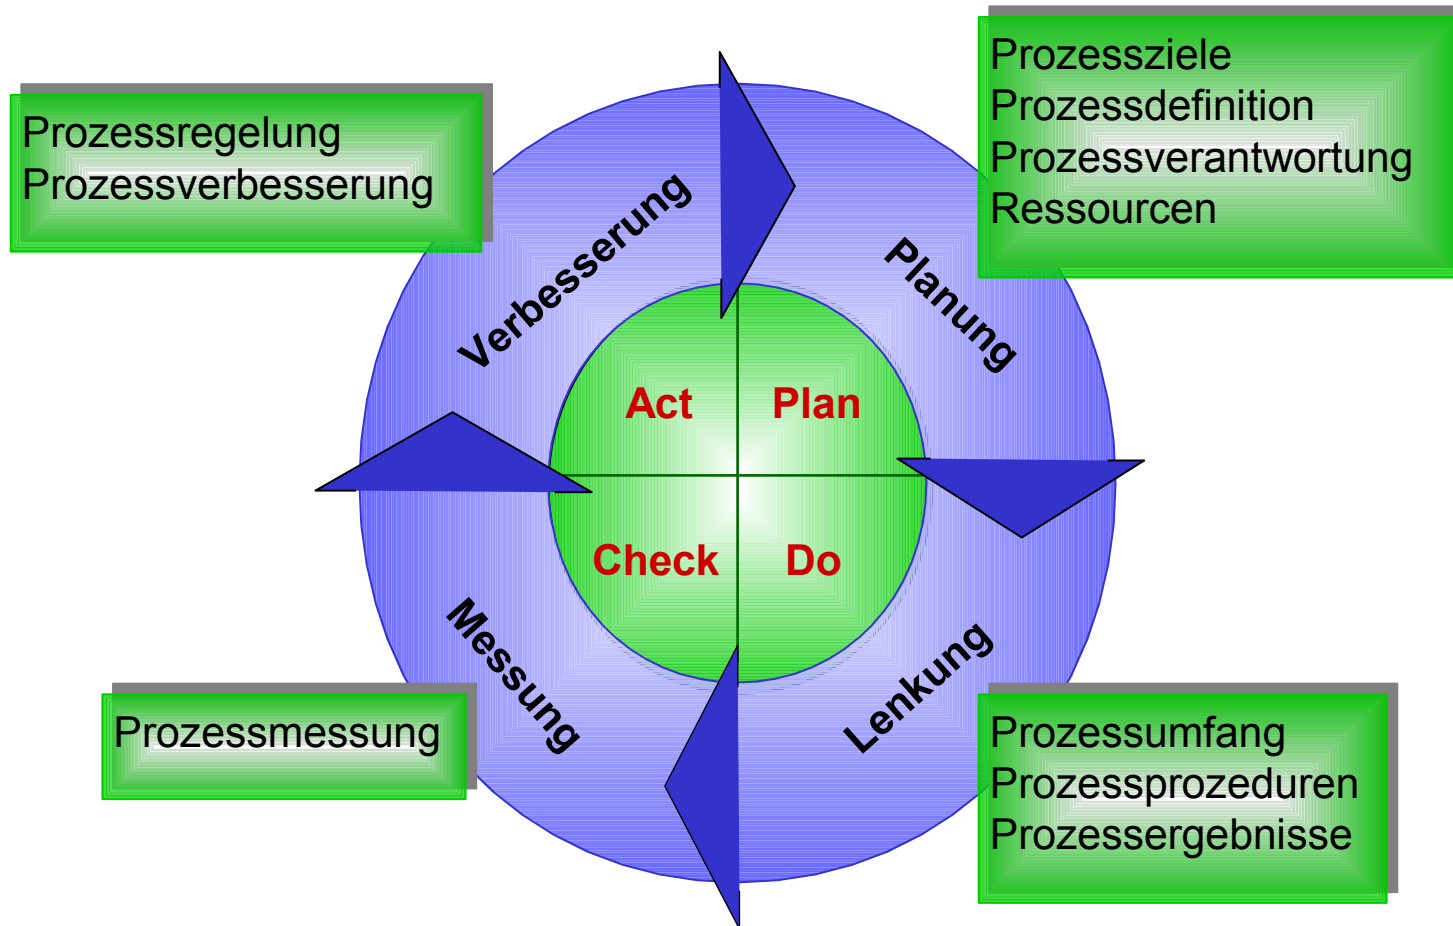 Prozessziele
Prozessdefinition
Prozessverantwortung
Ressourcen
Prozessregelung
Prozessverbesserung
Verbesserung
Planung
Act
Plan
Check
Do
Messung
Lenkung
Prozessmessung
Prozessumfang
Prozessprozeduren
Prozessergebnisse